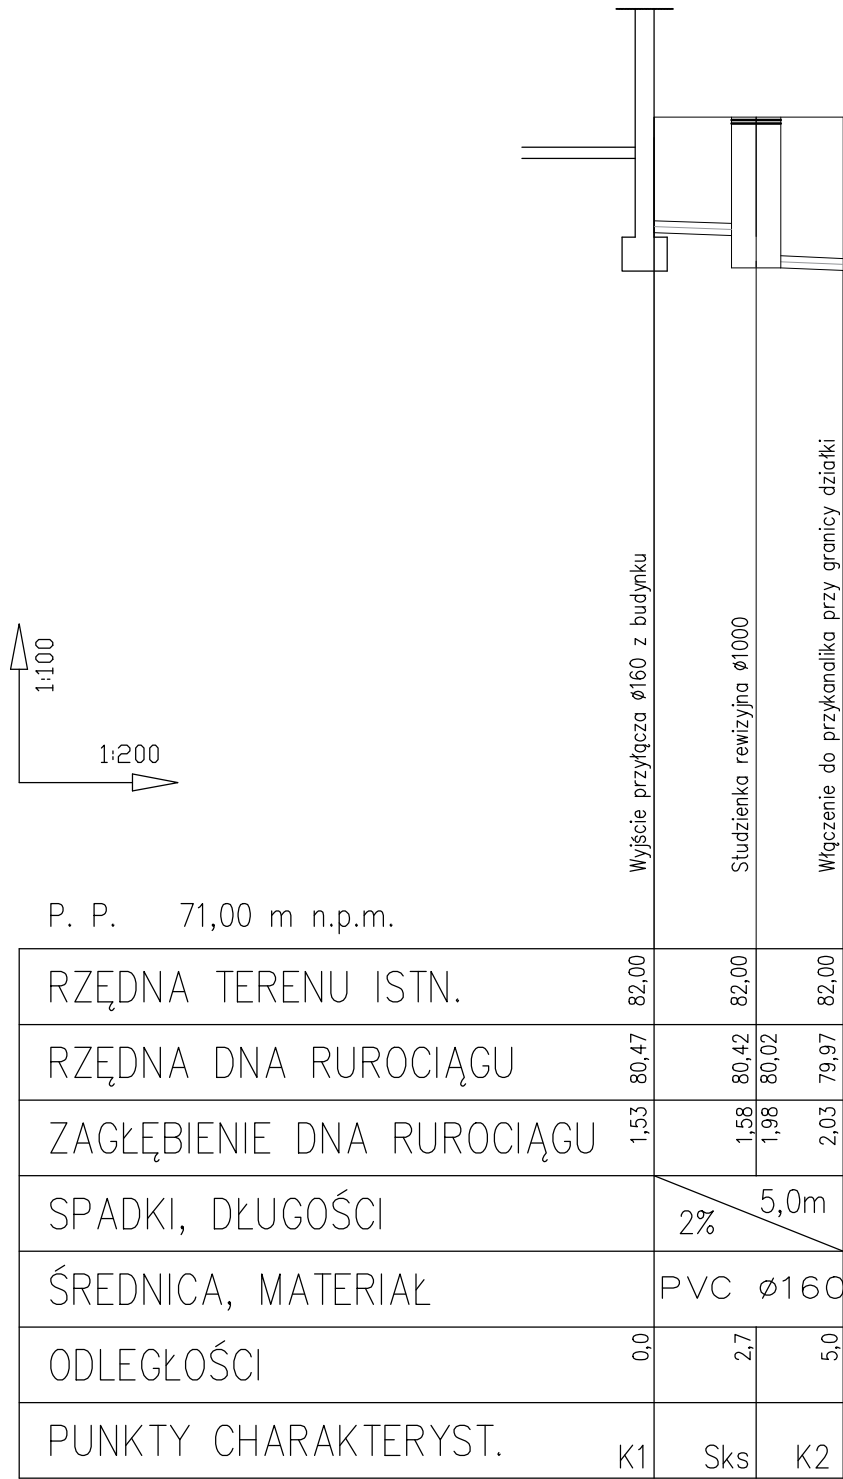 Wyjście przyłącza ø160 z budynku
Studzienka rewizyjna ø1000
Włączenie do przykanalika przy granicy działki
1:100
1:200
P. P. 71,00 m n.p.m.
RZĘDNA TERENU ISTN. 82,00 82,00 82,00
RZĘDNA DNA RUROCIĄGU 80,47 80,42 80,02 79,97
ZAGŁĘBIENIE DNA RUROCIĄGU 1,53 1,58 1,98 2,03
SPADKI, DŁUGOŚCI 2% 5,0m
ŚREDNICA, MATERIAŁ PVC ø160
ODLEGŁOŚCI 0,0 2,7 5,0
PUNKTY CHARAKTERYST. K1 Sks K2